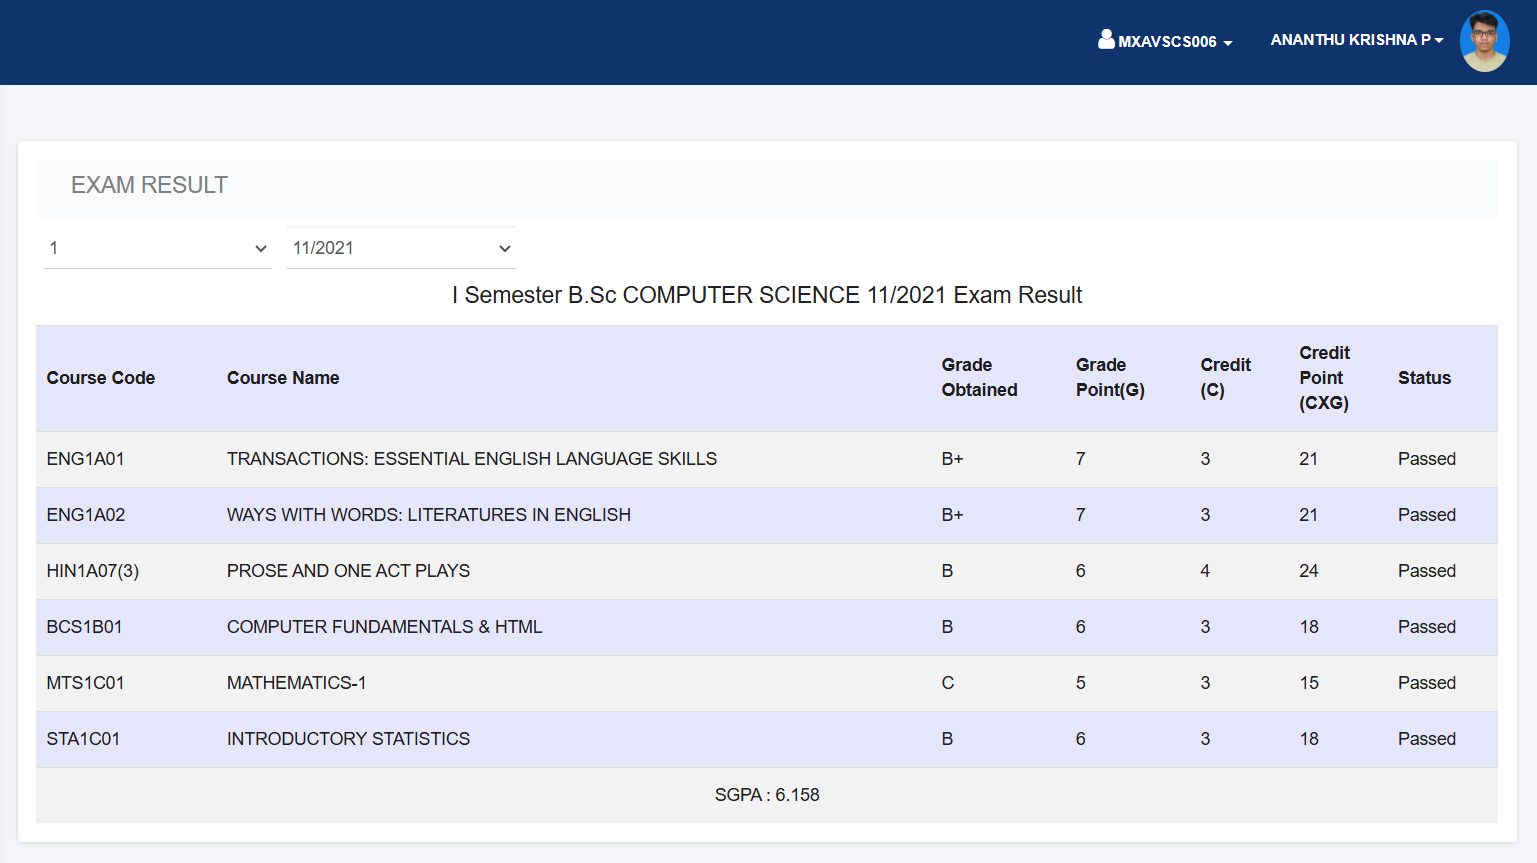 MXAVSCS006
ANANTHU KRISHNA P
EXAM RESULT
1
11/2021
I Semester B.Sc COMPUTER SCIENCE 11/2021 Exam Result
Course Code Course Name Grade Obtained Grade Point(G) Credit (C) Credit Point (CXG) Status
ENG1A01 TRANSACTIONS: ESSENTIAL ENGLISH LANGUAGE SKILLS B+ 7 3 21 Passed
ENG1A02 WAYS WITH WORDS: LITERATURES IN ENGLISH B+ 7 3 21 Passed
HIN1A07(3) PROSE AND ONE ACT PLAYS B 6 4 24 Passed
BCS1B01 COMPUTER FUNDAMENTALS & HTML B 6 3 18 Passed
MTS1C01 MATHEMATICS-1 C 5 3 15 Passed
STA1C01 INTRODUCTORY STATISTICS B 6 3 18 Passed
SGPA : 6.158